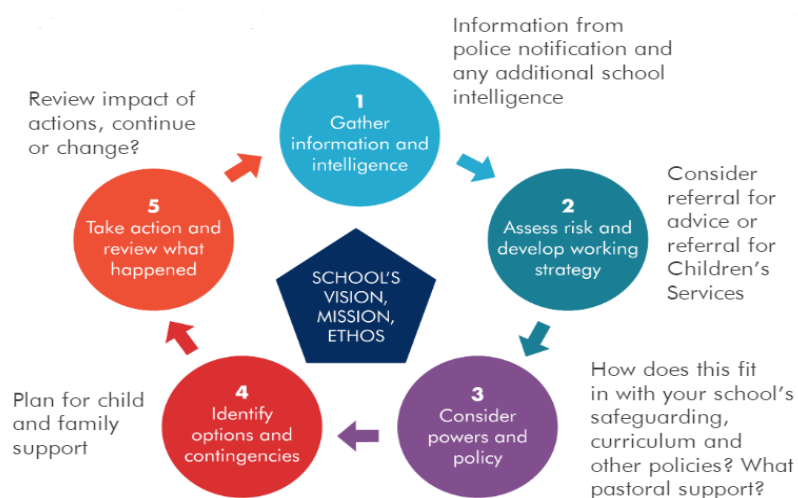 1
Gather
information and
intelligence
Information from
police notification and
any additional school
intelligence
2
Assess risk and
develop working
strategy
Consider
referral for
advice or
referral for
Children's
Services
3
Consider
powers and
policy
How does this fit
in with your school's
safeguarding,
curriculum and
other policies? What
pastoral support?
4
Identify
options and
contingencies
Plan for child
and family
support
5
Take action and
review what
happened
Review impact of
actions, continue
or change?
SCHOOL'S
VISION,
MISSION,
ETHOS